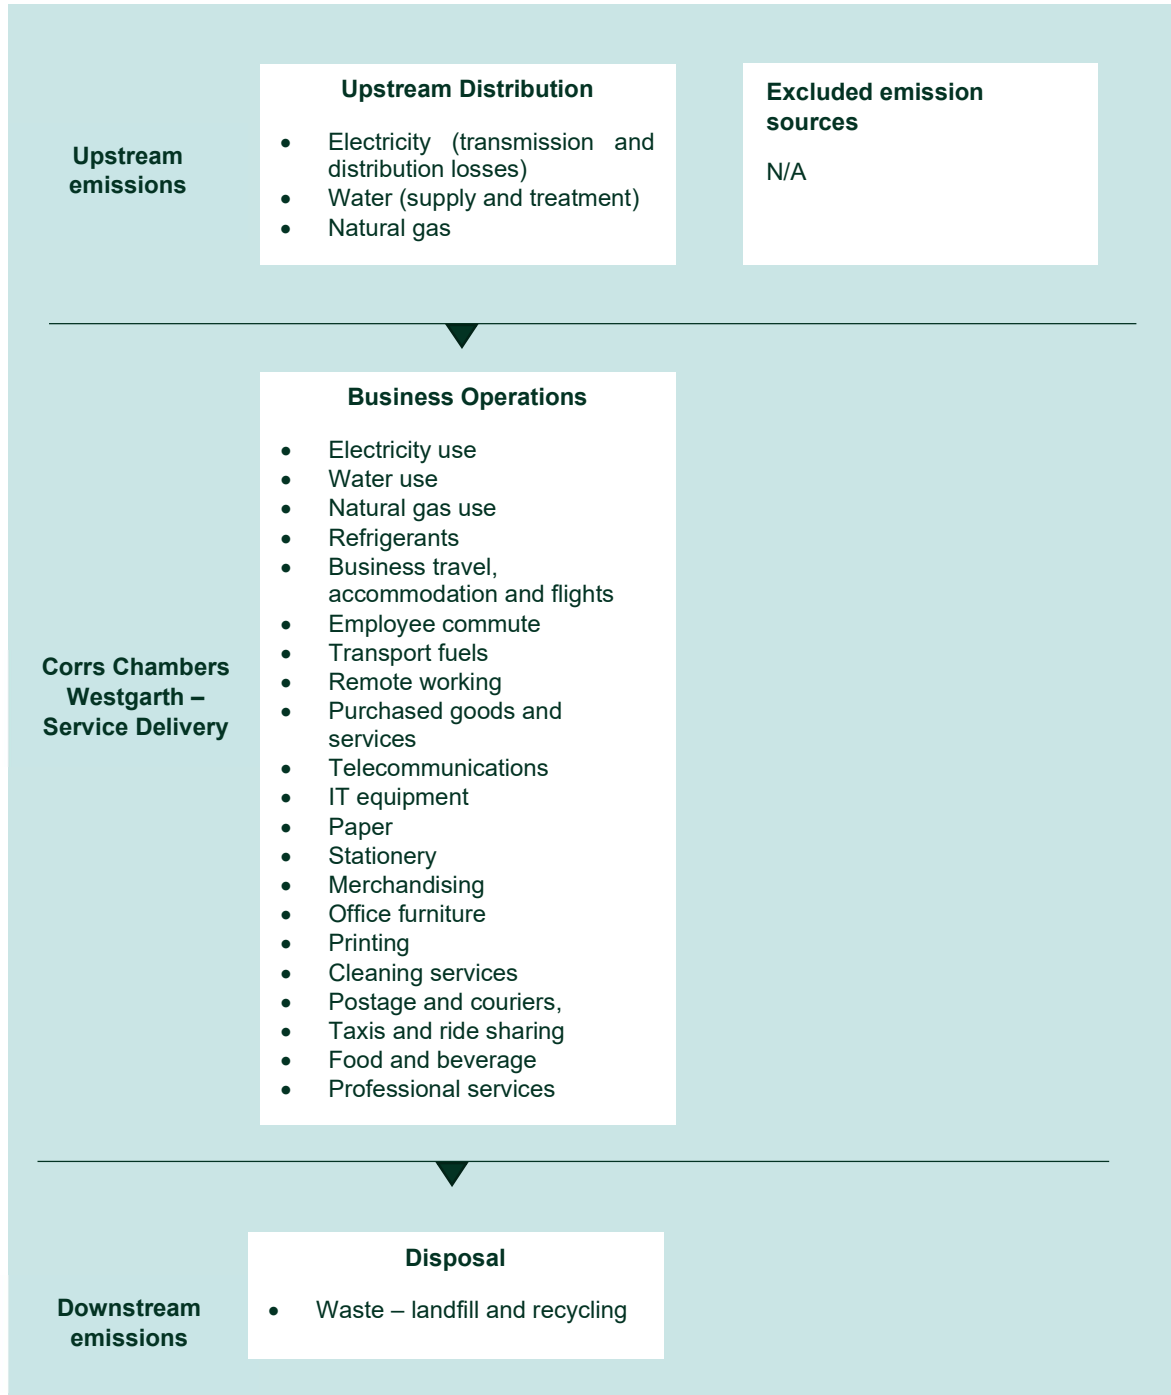 Upstream
emissions
Upstream Distribution
• Electricity (transmission and
distribution losses)
• Water (supply and treatment)
• Natural gas
Excluded emission
sources
N/A
Corrs Chambers
Westgarth –
Service Delivery
Business Operations
• Electricity use
• Water use
• Natural gas use
• Refrigerants
• Business travel,
accommodation and flights
• Employee commute
• Transport fuels
• Remote working
• Purchased goods and
services
• Telecommunications
• IT equipment
• Paper
• Stationery
• Merchandising
• Office furniture
• Printing
• Cleaning services
• Postage and couriers,
• Taxis and ride sharing
• Food and beverage
• Professional services
Downstream
emissions
Disposal
• Waste – landfill and recycling